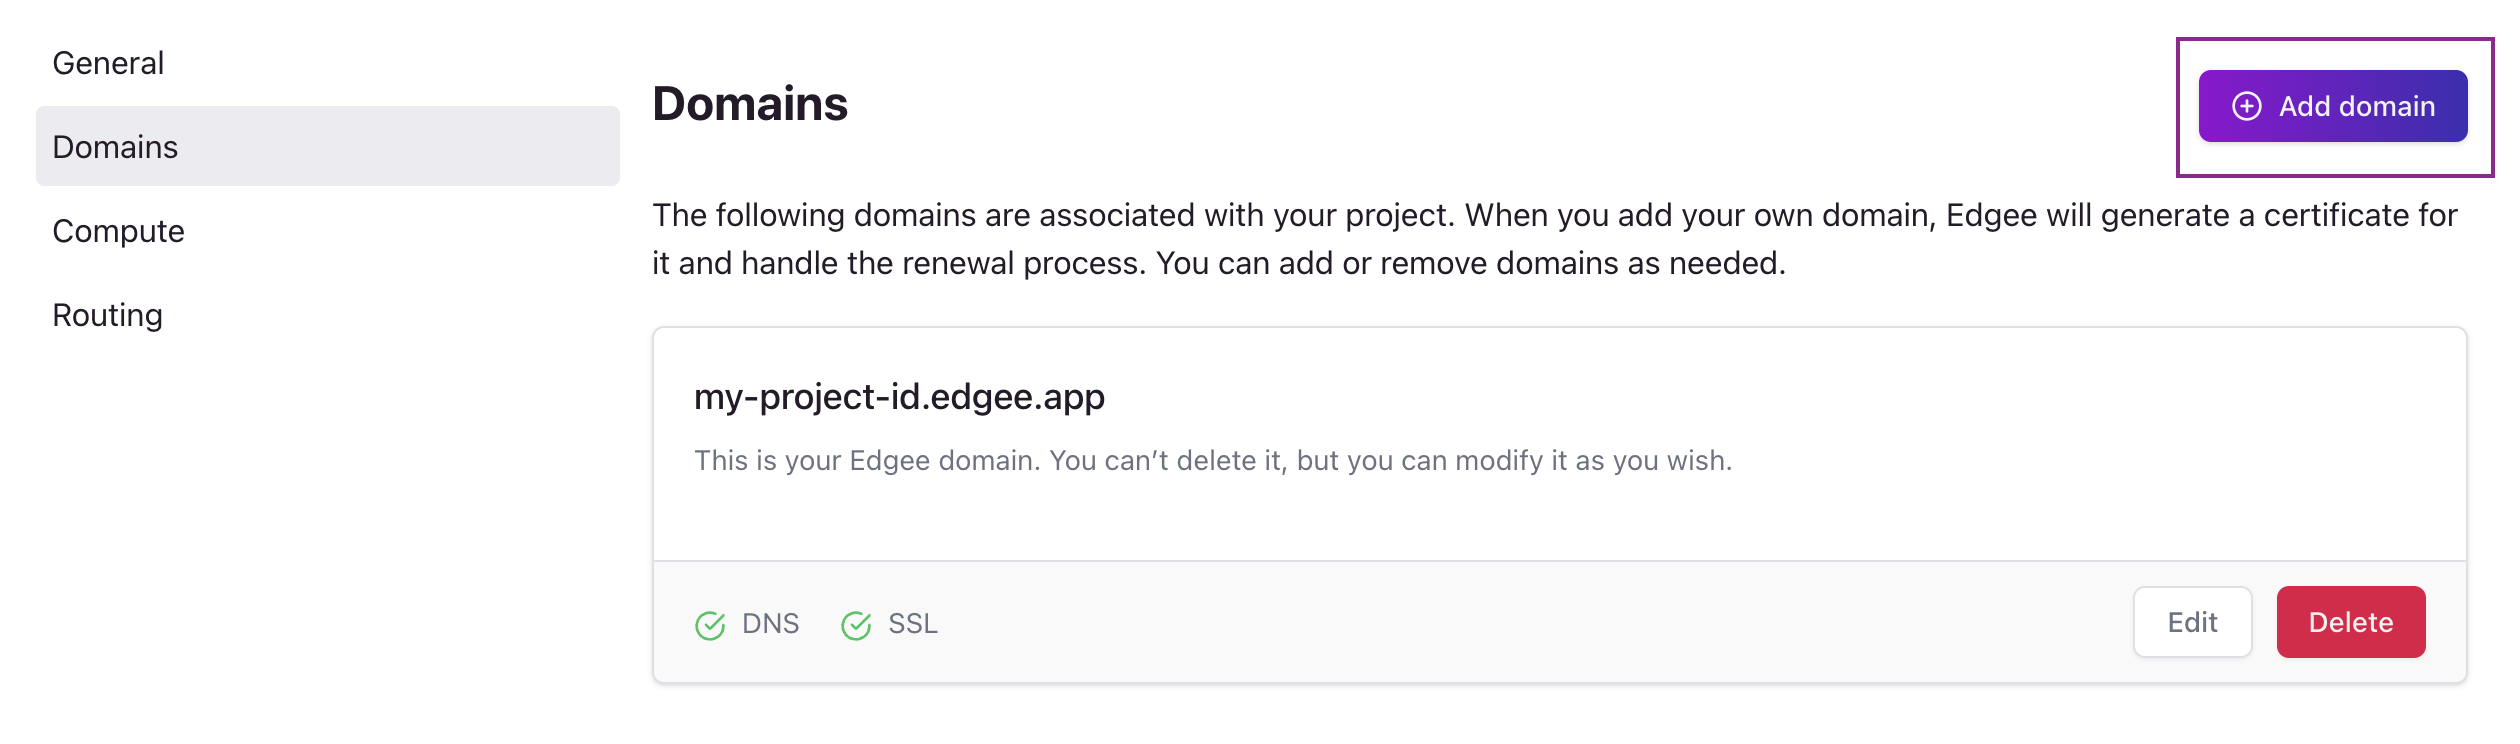 General
Domains
Compute
Routing
Domains
Add domain
The following domains are associated with your project. When you add your own domain, Edgee will generate a certificate for
it and handle the renewal process. You can add or remove domains as needed.
my-project-id.edgee.app
This is your Edgee domain. You can’t delete it, but you can modify it as you wish.
DNS SSL Edit Delete